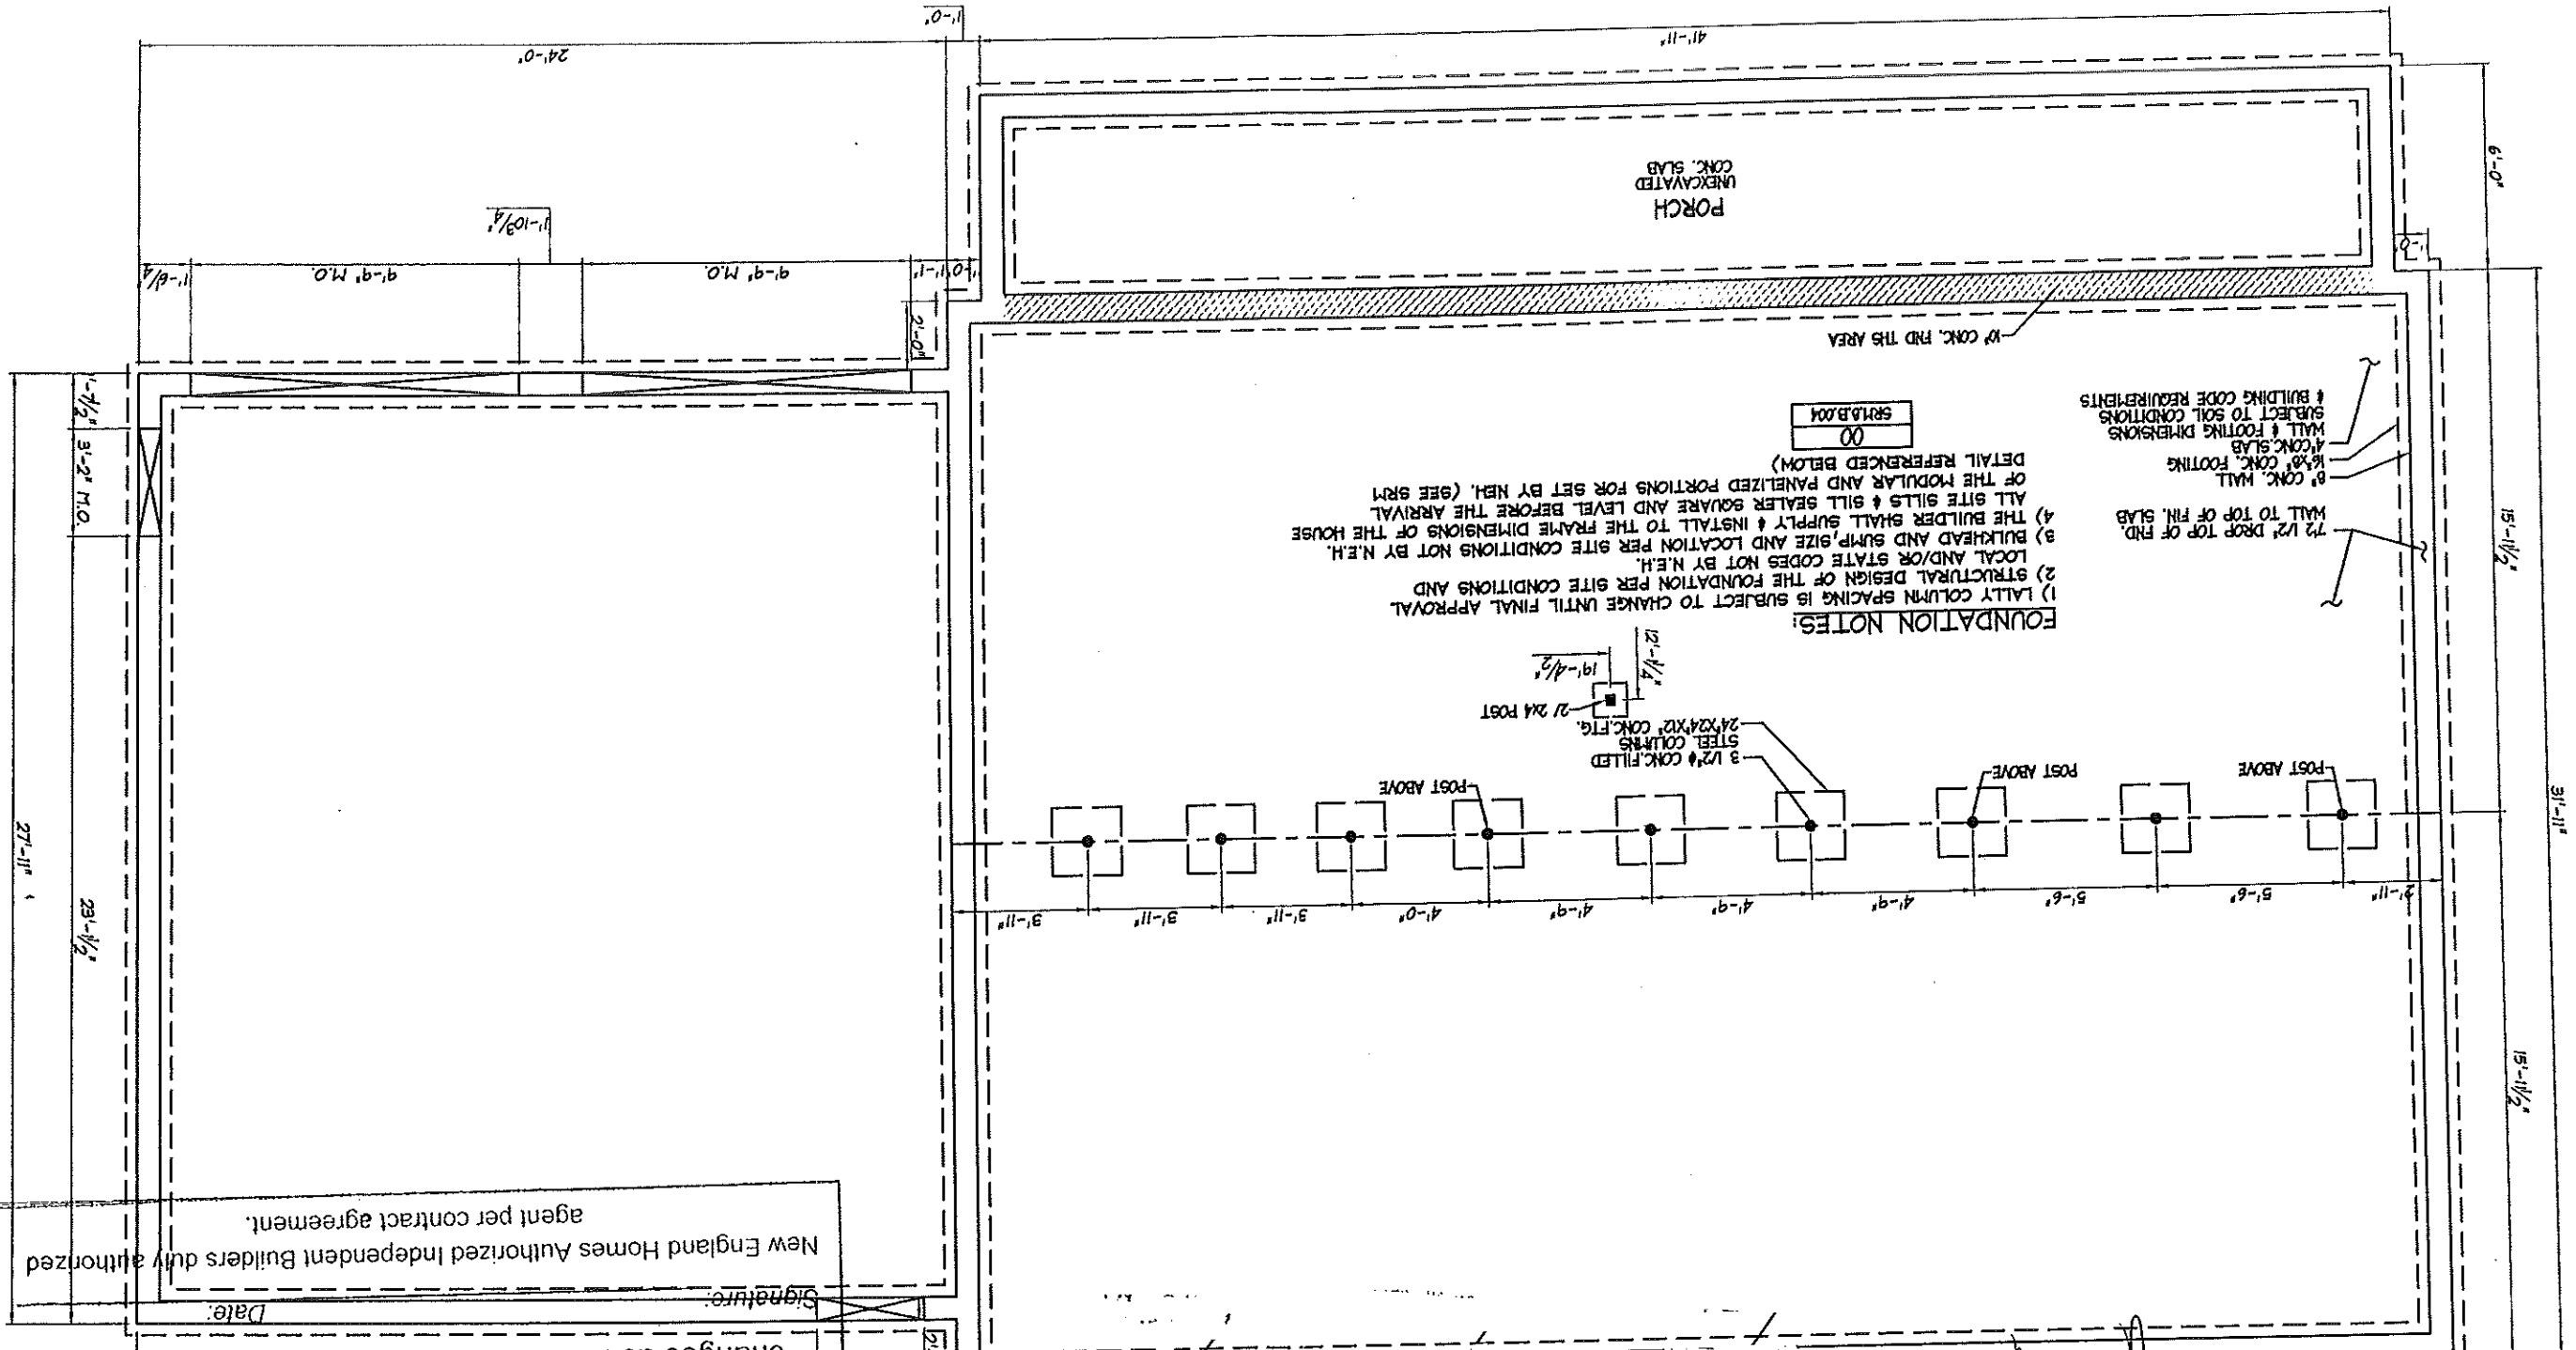 changes
Signature:
Date:
New England Homes Authorized Independent Builders duly authorized
agent per contract agreement.
2'-11"
5'-6"
5'-6"
4'-9"
4'-9"
4'-9"
4'-0"
3'-11"
3'-11"
3'-11"
15'-11 1/2"
15'-11 1/2"
31'-11"
23'-1 1/2"
27'-11"
POST ABOVE
POST ABOVE
POST ABOVE
3 1/2"φ CONC.FILLED
STEEL COLUMNS
24"X24"X12" CONC.FTG.
2/ 2x4 POST
19'-4 1/2"
12'-1 1/4"
FOUNDATION NOTES:
1) LALLY COLUMN SPACING IS SUBJECT TO CHANGE UNTIL FINAL APPROVAL
2) STRUCTURAL DESIGN OF THE FOUNDATION PER SITE CONDITIONS AND
LOCAL AND/OR STATE CODES NOT BY N.E.H.
3) BULKHEAD AND SUMP,SIZE AND LOCATION PER SITE CONDITIONS NOT BY N.E.H.
4) THE BUILDER SHALL SUPPLY & INSTALL TO THE FRAME DIMENSIONS OF THE HOUSE
ALL SITE SILLS & SILL SEALER SQUARE AND LEVEL BEFORE THE ARRIVAL
OF THE MODULAR AND PANELIZED PORTIONS FOR SET BY NEH. (SEE SRM
DETAIL REFERENCED BELOW)
00
SRM.8.B.004
7'2 1/2" DROP TOP OF FND.
WALL TO TOP OF FIN. SLAB
8" CONC. WALL
16"x8" CONC. FOOTING
4" CONC.SLAB
WALL & FOOTING DIMENSIONS
SUBJECT TO SOIL CONDITIONS
& BUILDING CODE REQUIREMENTS
10" CONC. FND THS AREA
3'-2" M.O.
1'-7 1/2"
2'-0"
1'-0"
1'-0"
1'-1"
9'-9" M.O.
1'-10 3/4"
9'-9" M.O.
1'-6 1/4"
PORCH
UNEXCAVATED
CONC. SLAB
6'-0"
41'-11"
1'-0"
24'-0"